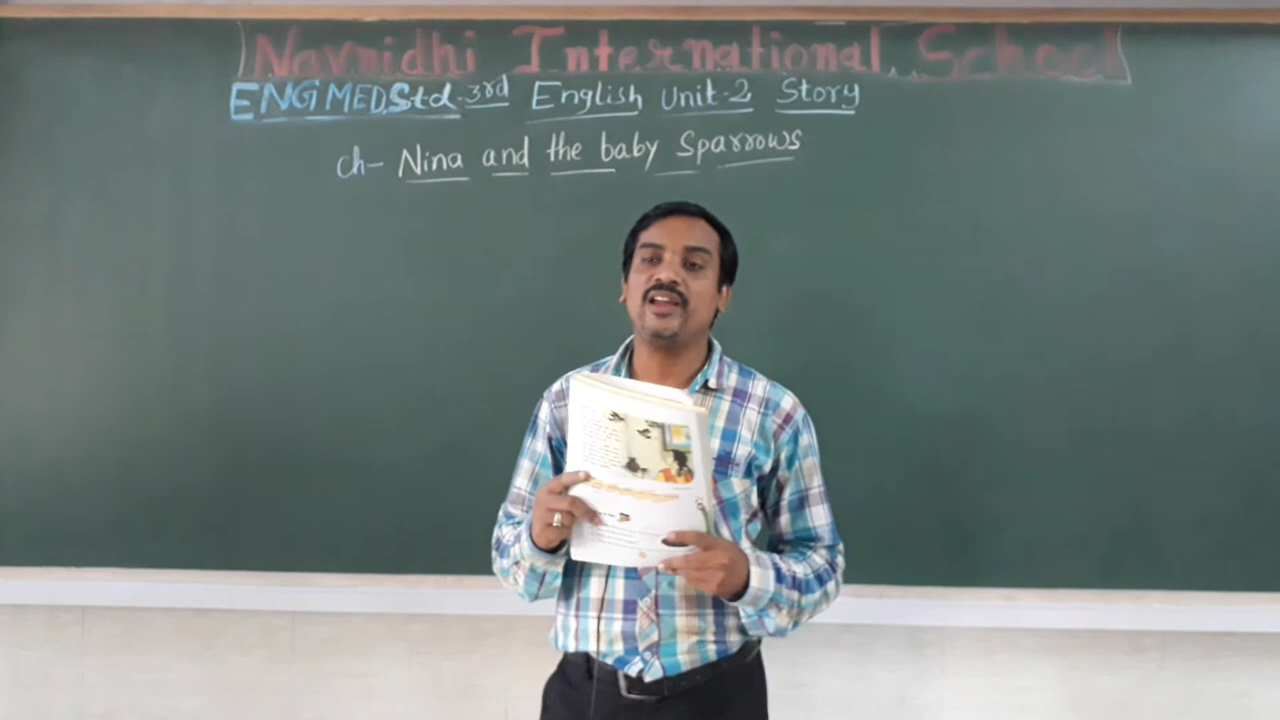 Navnidhi International School
ENG MED. Std-3rd English Unit-2 Story
ch- Nina and the baby Sparrows